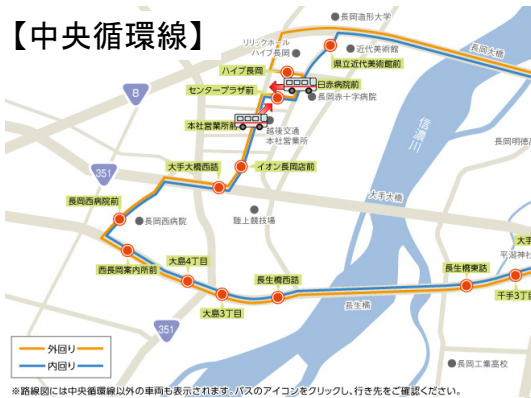 【中央循環線】
長岡造形大学
リリックホール
ハイブ長岡
近代美術館
長岡大橋
県立近代美術館前
ハイブ長岡
日赤病院前
センタープラザ前
長岡赤十字病院
8
本社営業所前
越後交通
本社営業所
信濃川
長岡明徳高
351
大手大橋西詰
イオン長岡店前
大手大橋
長岡西病院前
長岡西病院
陸上競技場
大手
平潟神社
西長岡案内所前
大島4丁目
長生橋西詰
長生橋東詰
千手3丁目
大島3丁目
長生橋
351
外回り
内回り
長岡工業高校
※路線図には中央循環線以外の車両も表示されます。バスのアイコンをクリックし、行き先をご確認ください。